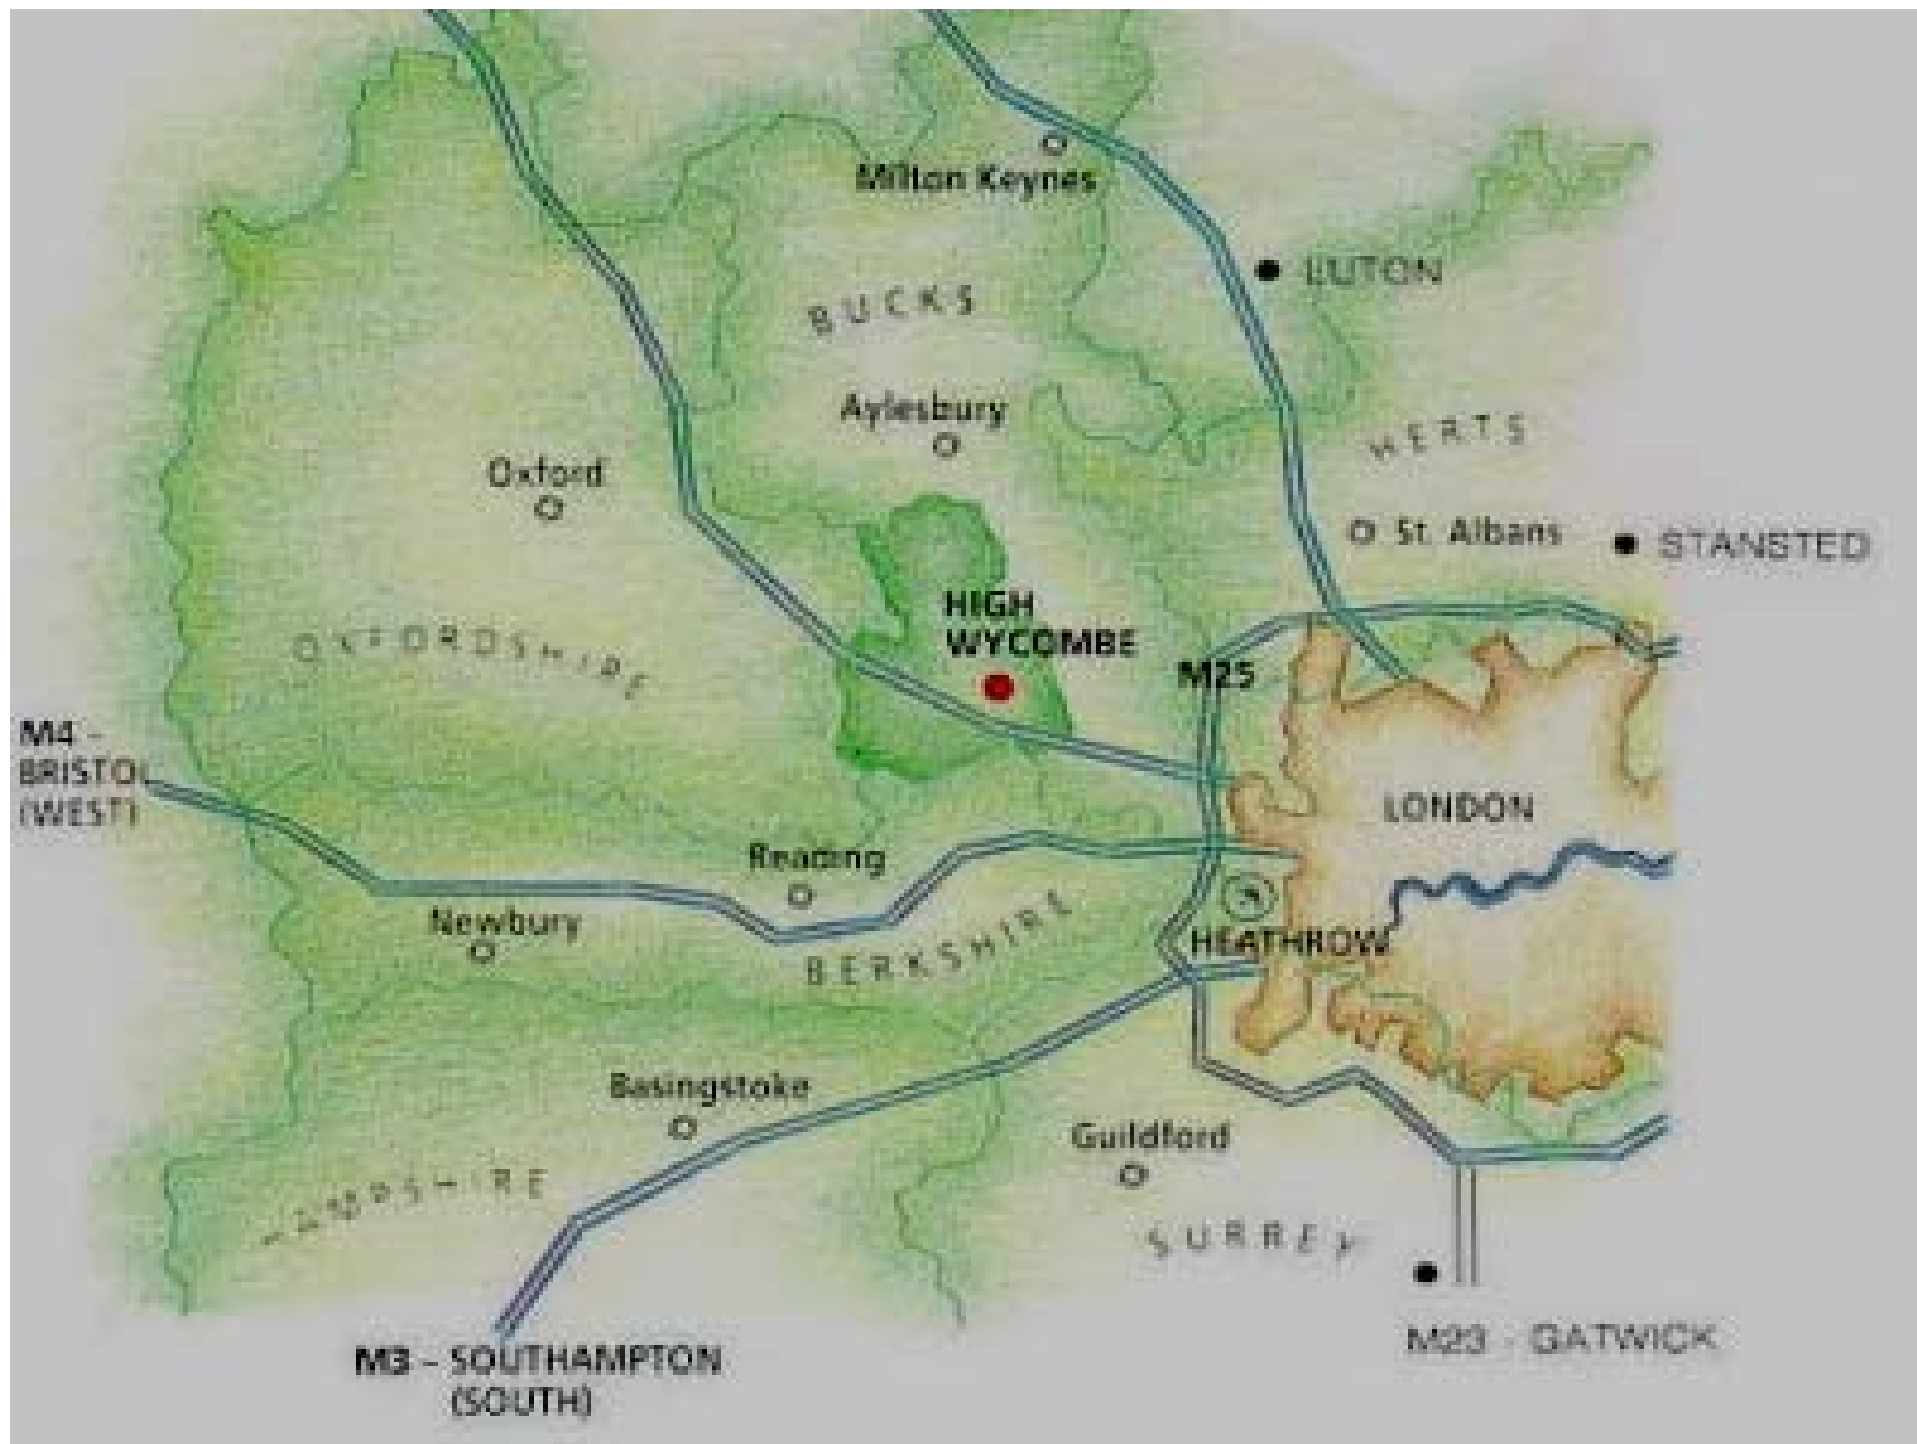 Milton Keynes
LUTON
BUCKS
Aylesbury
HERTS
Oxford
St. Albans
STANSTED
HIGH
WYCOMBE
OXFORDSHIRE
M25
M4 -
BRISTOL
(WEST)
LONDON
Reading
Newbury
HEATHROW
BERKSHIRE
Basingstoke
Guildford
HAMPSHIRE
SURREY
M23 - GATWICK
M3 - SOUTHAMPTON
(SOUTH)